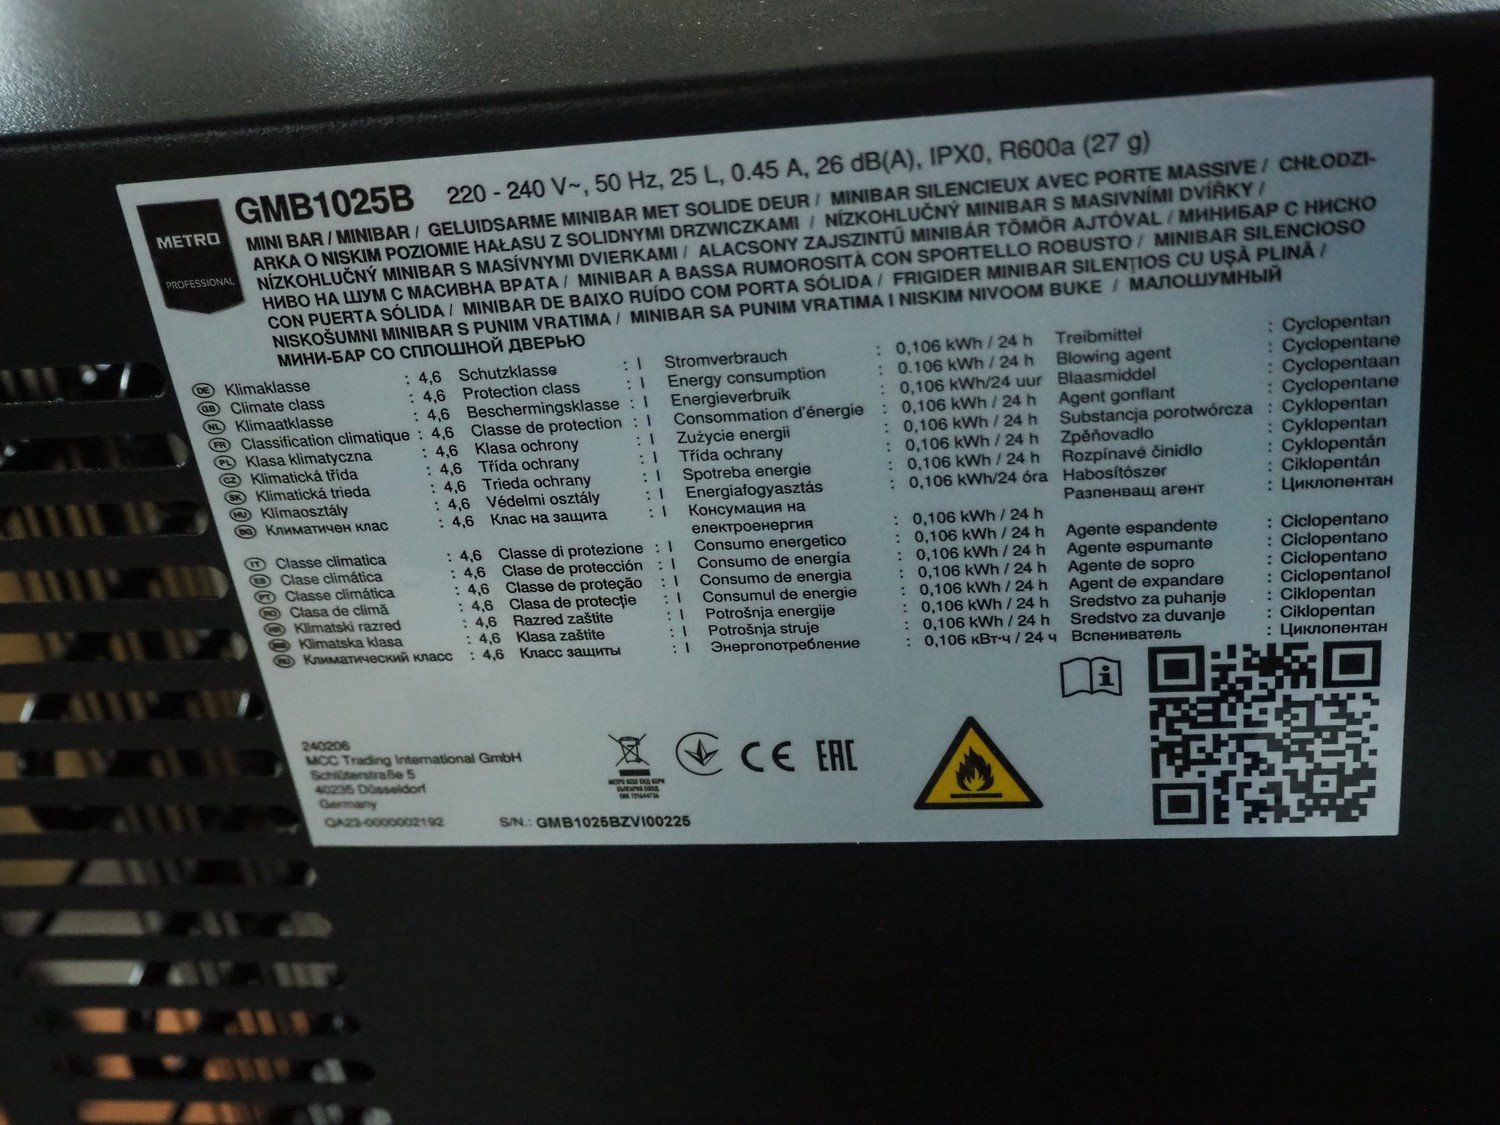 METRO
PROFESSIONAL
GMB1025B 220 - 240 V~, 50 Hz, 25 L, 0.45 A, 26 dB(A), IPX0, R600a (27 g)
MINI BAR / MINIBAR / GELUIDSARME MINIBAR MET SOLIDE DEUR / MINIBAR SILENCIEUX AVEC PORTE MASSIVE / CHŁODZI-
ARKA O NISKIM POZIOMIE HAŁASU Z SOLIDNYMI DRZWICZKAMI / NÍZKOHLUČNÝ MINIBAR S MASIVNÍMI DVÍŘKY /
NÍZKOHLUČNÝ MINIBAR S MASÍVNYMI DVIERKAMI / ALACSONY ZAJSZINTŰ MINIBÁR TÖMÖR AJTÓVAL / МИНИБАР С НИСКО
НИВО НА ШУМ С МАСИВНА ВРАТА / MINIBAR A BASSA RUMOROSITÀ CON SPORTELLO ROBUSTO / MINIBAR SILENCIOSO
CON PUERTA SÓLIDA / MINIBAR DE BAIXO RUÍDO COM PORTA SÓLIDA / FRIGIDER MINIBAR SILENȚIOS CU UȘĂ PLINĂ /
NISKOŠUMNI MINIBAR S PUNIM VRATIMA / MINIBAR SA PUNIM VRATIMA I NISKIM NIVOOM BUKE / МАЛОШУМНЫЙ
МИНИ-БАР СО СПЛОШНОЙ ДВЕРЬЮ
DE Klimaklasse : 4,6 Schutzklasse : I Stromverbrauch : 0,106 kWh / 24 h Treibmittel : Cyclopentan
GB Climate class : 4,6 Protection class : I Energy consumption : 0.106 kWh / 24 h Blowing agent : Cyclopentane
NL Klimaatklasse : 4,6 Beschermingsklasse : I Energieverbruik : 0,106 kWh/24 uur Blaasmiddel : Cyclopentaan
FR Classification climatique : 4,6 Classe de protection : I Consommation d'énergie : 0,106 kWh / 24 h Agent gonflant : Cyclopentane
PL Klasa klimatyczna : 4,6 Klasa ochrony : I Zużycie energii : 0,106 kWh / 24 h Substancja porotwórcza : Cyklopentan
CZ Klimatická třída : 4,6 Třída ochrany : I Třída ochrany : 0,106 kWh / 24 h Zpěňovadlo : Cyklopentan
SK Klimatická trieda : 4,6 Trieda ochrany : I Spotreba energie : 0,106 kWh / 24 h Rozpínavé činidlo : Cyklopentán
HU Klímaosztály : 4,6 Védelmi osztály : I Energiafogyasztás : 0,106 kWh/24 óra Habosítószer : Ciklopentán
BG Климатичен клас : 4,6 Клас на защита : I Консумация на Разпенващ агент : Циклопентан
електроенергия : 0,106 kWh / 24 h
IT Classe climatica : 4,6 Classe di protezione : I Consumo energetico : 0,106 kWh / 24 h Agente espandente : Ciclopentano
ES Clase climática : 4,6 Clase de protección : I Consumo de energía : 0,106 kWh / 24 h Agente espumante : Ciclopentano
PT Classe climática : 4,6 Classe de proteção : I Consumo de energia : 0,106 kWh / 24 h Agente de sopro : Ciclopentano
RO Clasa de climă : 4,6 Clasa de protecție : I Consumul de energie : 0,106 kWh / 24 h Agent de expandare : Ciclopentanol
Klimatski razred : 4,6 Razred zaštite : I Potrošnja energije : 0,106 kWh / 24 h Sredstvo za puhanje : Ciklopentan
Klimatska klasa : 4,6 Klasa zaštite : I Potrošnja struje : 0,106 kWh / 24 h Sredstvo za duvanje : Ciklopentan
RU Климатический класс : 4,6 Класс защиты : I Энергопотребление : 0,106 кВт·ч / 24 ч Вспениватель : Циклопентан
240206
MCC Trading International GmbH
Schlüterstraße 5
40235 Düsseldorf
Germany
QA23-0000002192
МЕТРО КЕШ ЕНД КЕРИ
БЪЛГАРИЯ ЕООД
CE EAC
S/N.: GMB1025BZVI00225